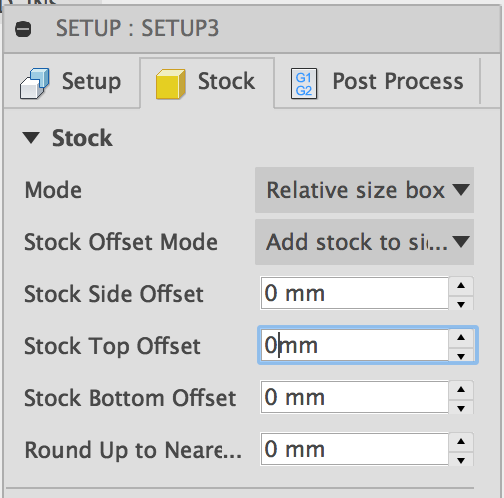 SETUP : SETUP3
Setup
Stock
G1
G2
Post Process
Stock
Mode
Relative size box
Stock Offset Mode
Add stock to si...
Stock Side Offset
0 mm
Stock Top Offset
0mm
Stock Bottom Offset
0 mm
Round Up to Neare...
0 mm